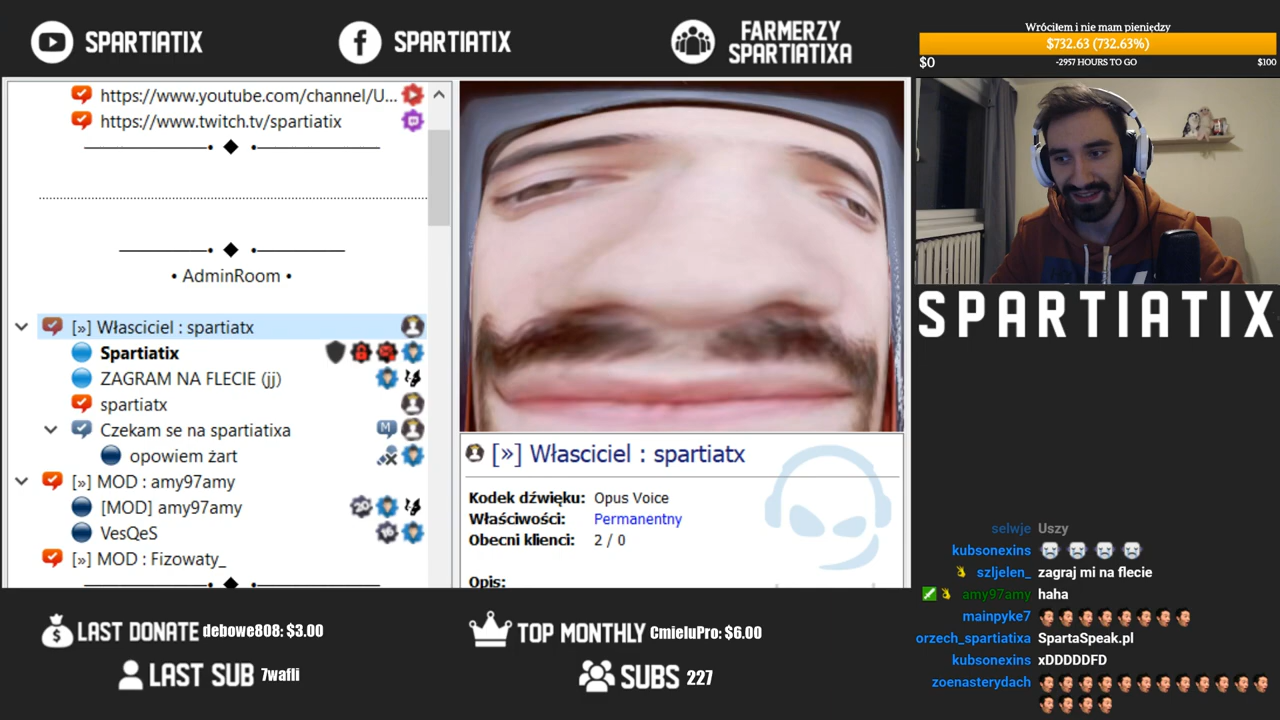 SPARTIATIX
SPARTIATIX
FARMERZY
SPARTIATIXA
Wróciłem i nie mam pieniędzy
$732.63 (732.63%)
$0
-2957 HOURS TO GO
$100
https://www.youtube.com/channel/U...
https://www.twitch.tv/spartiatix
• AdminRoom •
[»] Własciciel : spartiatx
Spartiatix
ZAGRAM NA FLECIE (jj)
spartiatx
Czekam se na spartiatixa
M
opowiem żart
[»] MOD : amy97amy
[MOD] amy97amy
20
VesQeS
16
[»] MOD : Fizowaty_
[»] Własciciel : spartiatx
Kodek dźwięku: Opus Voice
Właściwości: Permanentny
Obecni klienci: 2 / 0
Opis:
SPARTIATIX
selwje Uszy
kubsonexins
szljelen_ zagraj mi na flecie
amy97amy haha
mainpyke7
orzech_spartiatixa SpartaSpeak.pl
kubsonexins xDDDDDFD
zoenasterydach
LAST DONATE debowe808: $3.00
TOP MONTHLY CmieluPro: $6.00
LAST SUB 7wafli
SUBS 227